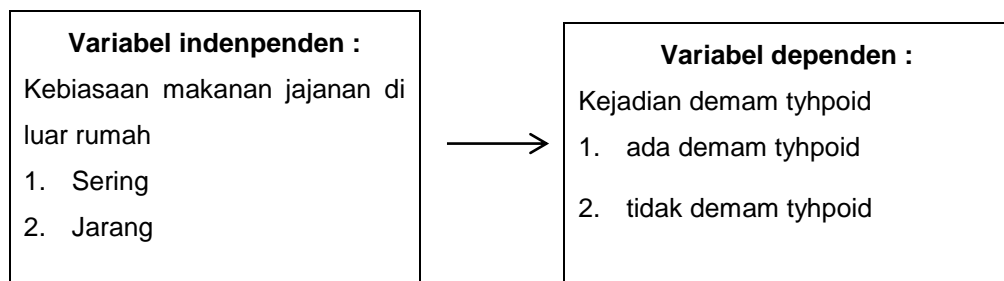 Variabel indenpenden :
Kebiasaan makanan jajanan di
luar rumah
1. Sering
2. Jarang
Variabel dependen :
Kejadian demam tyhpoid
1. ada demam tyhpoid
2. tidak demam tyhpoid